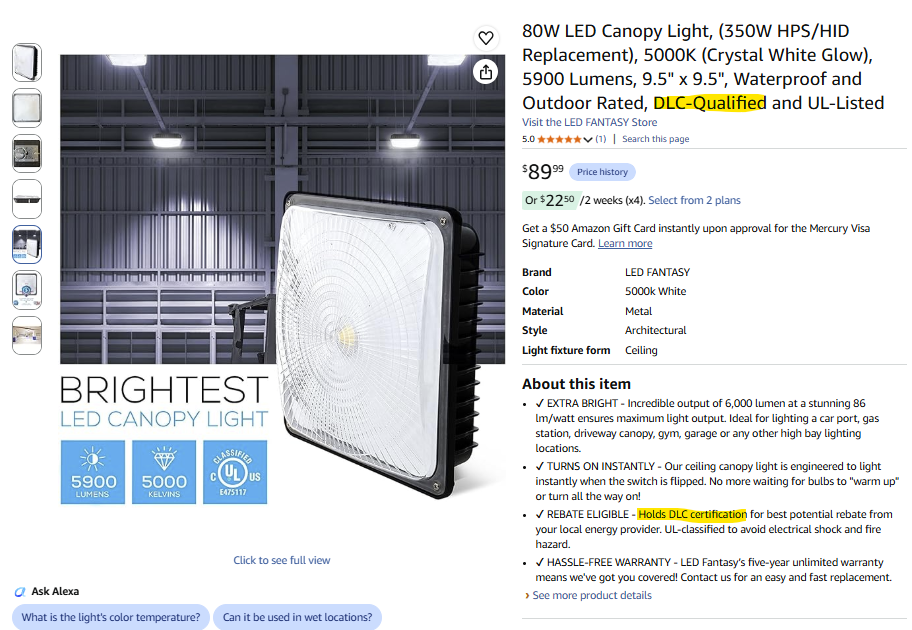 80W LED Canopy Light, (350W HPS/HID
Replacement), 5000K (Crystal White Glow),
5900 Lumens, 9.5" x 9.5", Waterproof and
Outdoor Rated, DLC-Qualified and UL-Listed
Visit the LED FANTASY Store
5.0 (1) | Search this page
$89.99 Price history
Or $22.50 /2 weeks (x4). Select from 2 plans
Get a $50 Amazon Gift Card instantly upon approval for the Mercury Visa
Signature Card. Learn more
Brand LED FANTASY
Color 5000k White
Material Metal
Style Architectural
Light fixture form Ceiling
About this item
• ✓ EXTRA BRIGHT - Incredible output of 6,000 lumen at a stunning 86
lm/watt ensures maximum light output. Ideal for lighting a car port, gas
station, driveway canopy, gym, garage or any other high bay lighting
locations.
• ✓ TURNS ON INSTANTLY - Our ceiling canopy light is engineered to light
instantly when the switch is flipped. No more waiting for bulbs to "warm up"
or turn all the way on!
• ✓ REBATE ELIGIBLE - Holds DLC certification for best potential rebate from
your local energy provider. UL-classified to avoid electrical shock and fire
hazard.
• ✓ HASSLE-FREE WARRANTY - LED Fantasy's five-year unlimited warranty
means we've got you covered! Contact us for an easy and fast replacement.
› See more product details
BRIGHTEST
LED CANOPY LIGHT
5900
LUMENS
5000
KELVINS
CLASSIFIED
C UL US
E475117
Click to see full view
Ask Alexa
What is the light's color temperature?
Can it be used in wet locations?